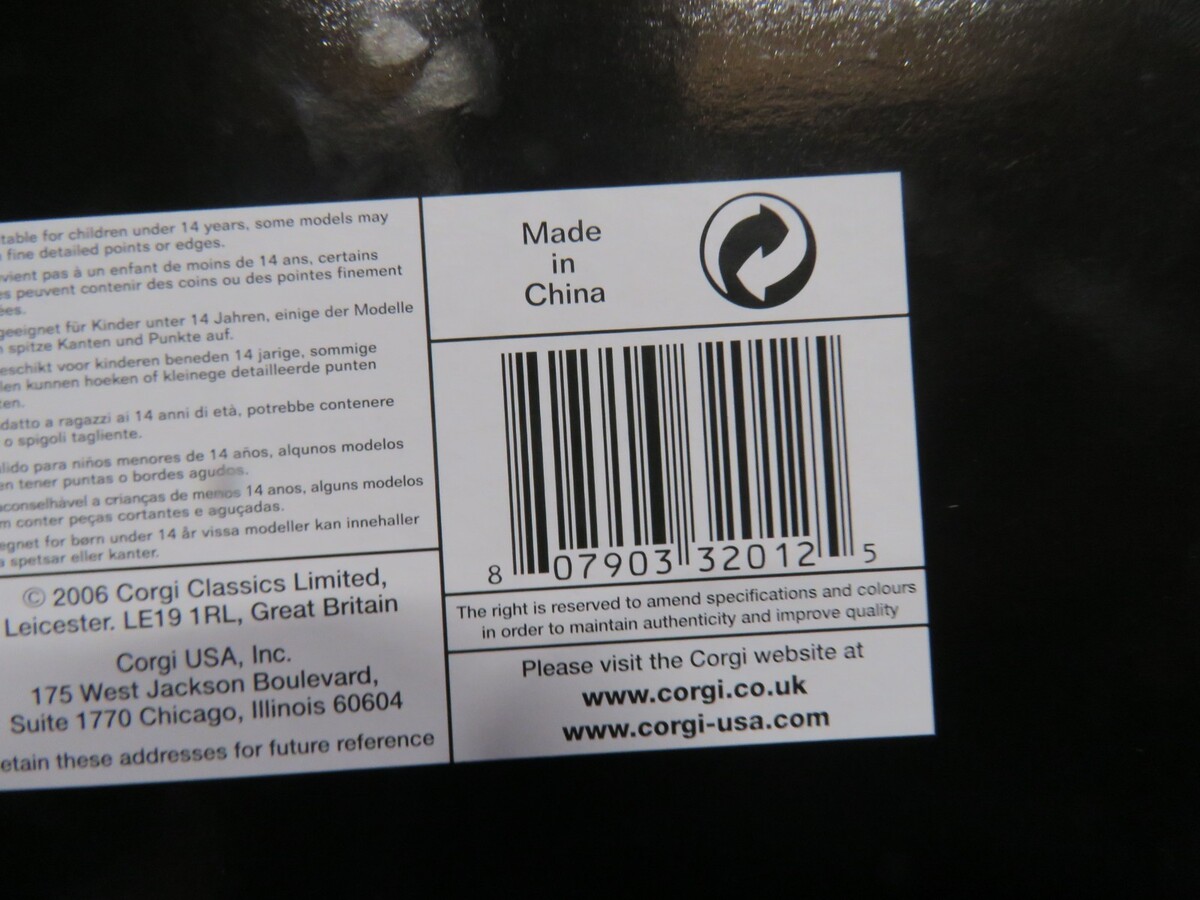 table for children under 14 years, some models may
fine detailed points or edges.
vient pas à un enfant de moins de 14 ans, certains
es peuvent contenir des coins ou des pointes finement
ées.
geeignet für Kinder unter 14 Jahren, einige der Modelle
spitze Kanten und Punkte auf.
eschikt voor kinderen beneden 14 jarige, sommige
len kunnen hoeken of kleinege detailleerde punten
ten.
datto a ragazzi ai 14 anni di età, potrebbe contenere
o spigoli tagliente.
lido para niños menores de 14 años, alqunos modelos
en tener puntas o bordes agudos.
aconselhável a crianças de menos 14 anos, alguns modelos
m conter peças cortantes e aguçadas.
egnet for børn under 14 år vissa modeller kan innehaller
a spetsar eller kanter.
© 2006 Corgi Classics Limited,
Leicester. LE19 1RL, Great Britain
Corgi USA, Inc.
175 West Jackson Boulevard,
Suite 1770 Chicago, Illinois 60604
etain these addresses for future reference
Made
in
China
8 07903 32012 5
The right is reserved to amend specifications and colours
in order to maintain authenticity and improve quality
Please visit the Corgi website at
www.corgi.co.uk
www.corgi-usa.com